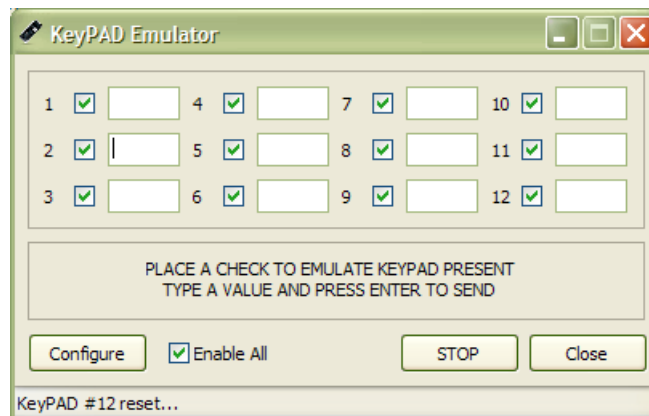 KeyPAD Emulator
1 4 7 10
2 5 8 11
3 6 9 12
PLACE A CHECK TO EMULATE KEYPAD PRESENT
TYPE A VALUE AND PRESS ENTER TO SEND
Configure Enable All STOP Close
KeyPAD #12 reset...